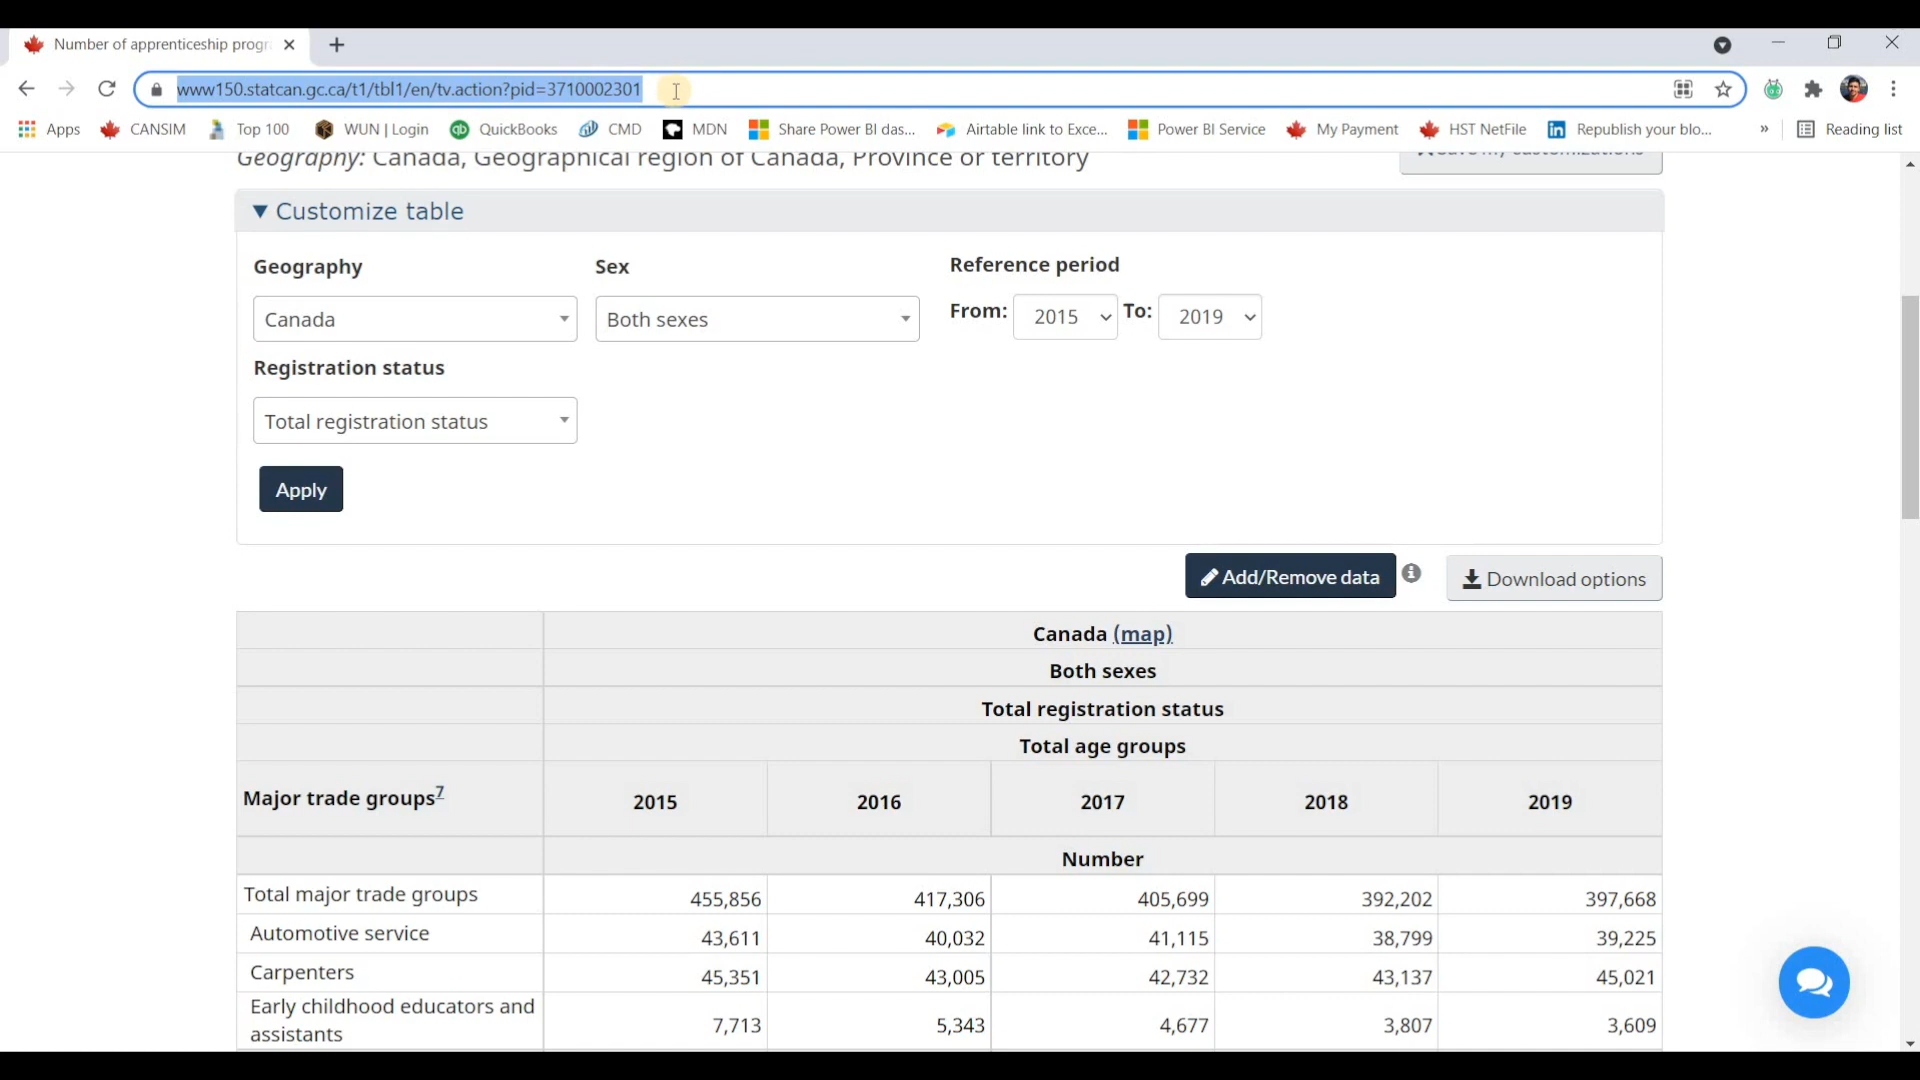 Number of apprenticeship progr
www150.statcan.gc.ca/t1/tbl1/en/tv.action?pid=3710002301
Apps CANSIM Top 100 WUN | Login QuickBooks CMD MDN Share Power BI das... Airtable link to Exce... Power BI Service My Payment HST NetFile Republish your blo... » Reading list
Geography: Canada, Geographical region of Canada, Province or territory
Customize table
Geography Sex Reference period
Canada Both sexes From: 2015 To: 2019
Registration status
Total registration status
Apply
Add/Remove data Download options
Canada (map)
Both sexes
Total registration status
Total age groups
Major trade groups7 2015 2016 2017 2018 2019
Number
Total major trade groups 455,856 417,306 405,699 392,202 397,668
Automotive service 43,611 40,032 41,115 38,799 39,225
Carpenters 45,351 43,005 42,732 43,137 45,021
Early childhood educators and
assistants 7,713 5,343 4,677 3,807 3,609